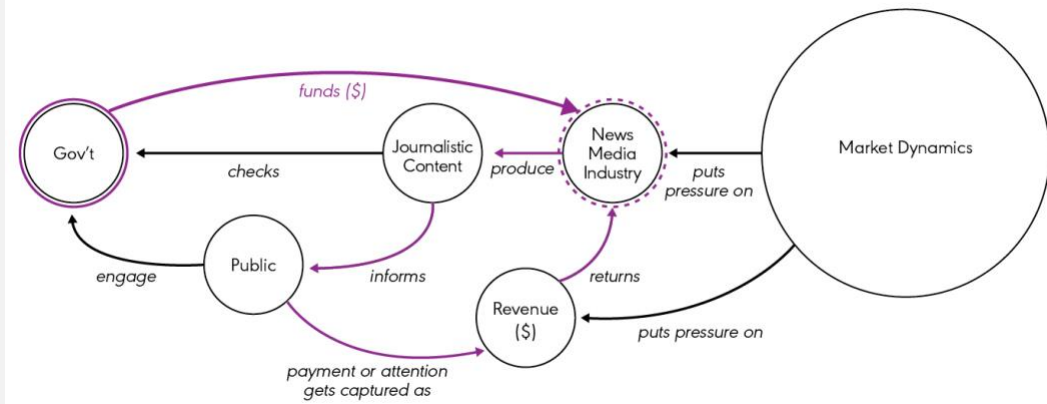 funds ($)
Gov't
checks
Journalistic
Content
produce
News
Media
Industry
puts
pressure on
Market Dynamics
engage
Public
informs
Revenue
($)
returns
puts pressure on
payment or attention
gets captured as